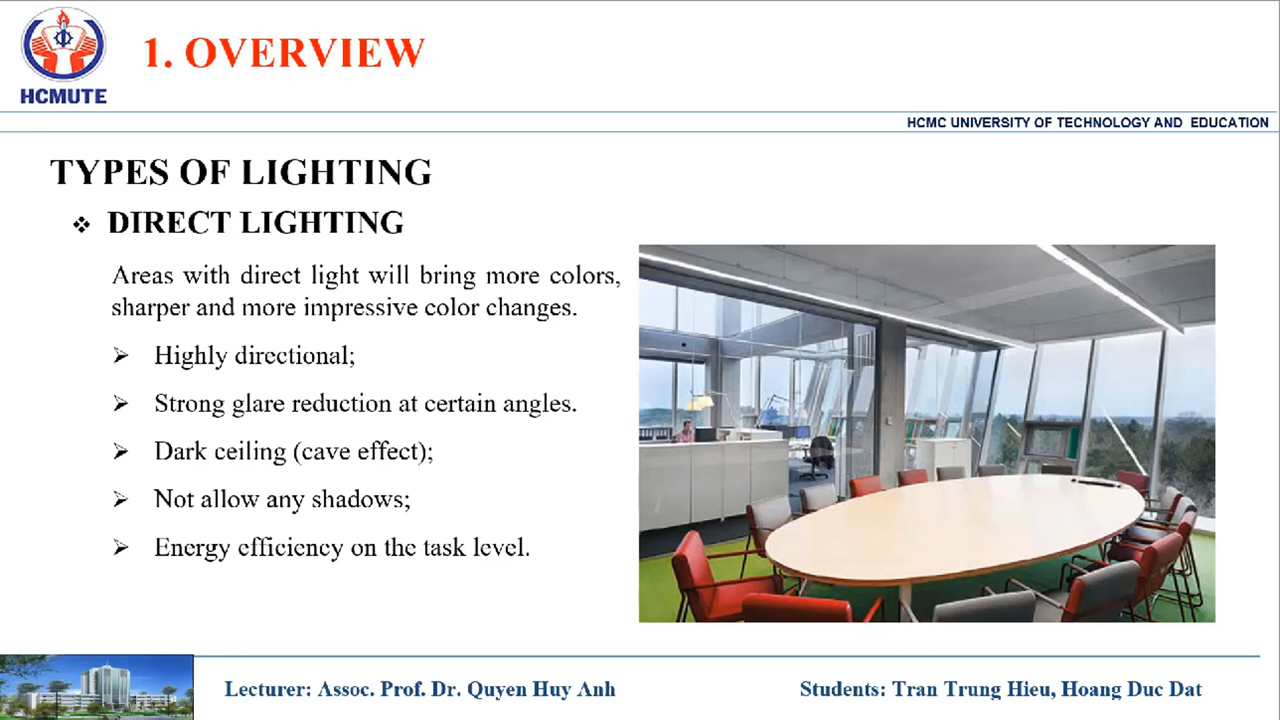 HCMUTE
1. OVERVIEW
HCMC UNIVERSITY OF TECHNOLOGY AND EDUCATION
TYPES OF LIGHTING
❖ DIRECT LIGHTING
Areas with direct light will bring more colors,
sharper and more impressive color changes.
➢ Highly directional;
➢ Strong glare reduction at certain angles.
➢ Dark ceiling (cave effect);
➢ Not allow any shadows;
➢ Energy efficiency on the task level.
Lecturer: Assoc. Prof. Dr. Quyen Huy Anh
Students: Tran Trung Hieu, Hoang Duc Dat